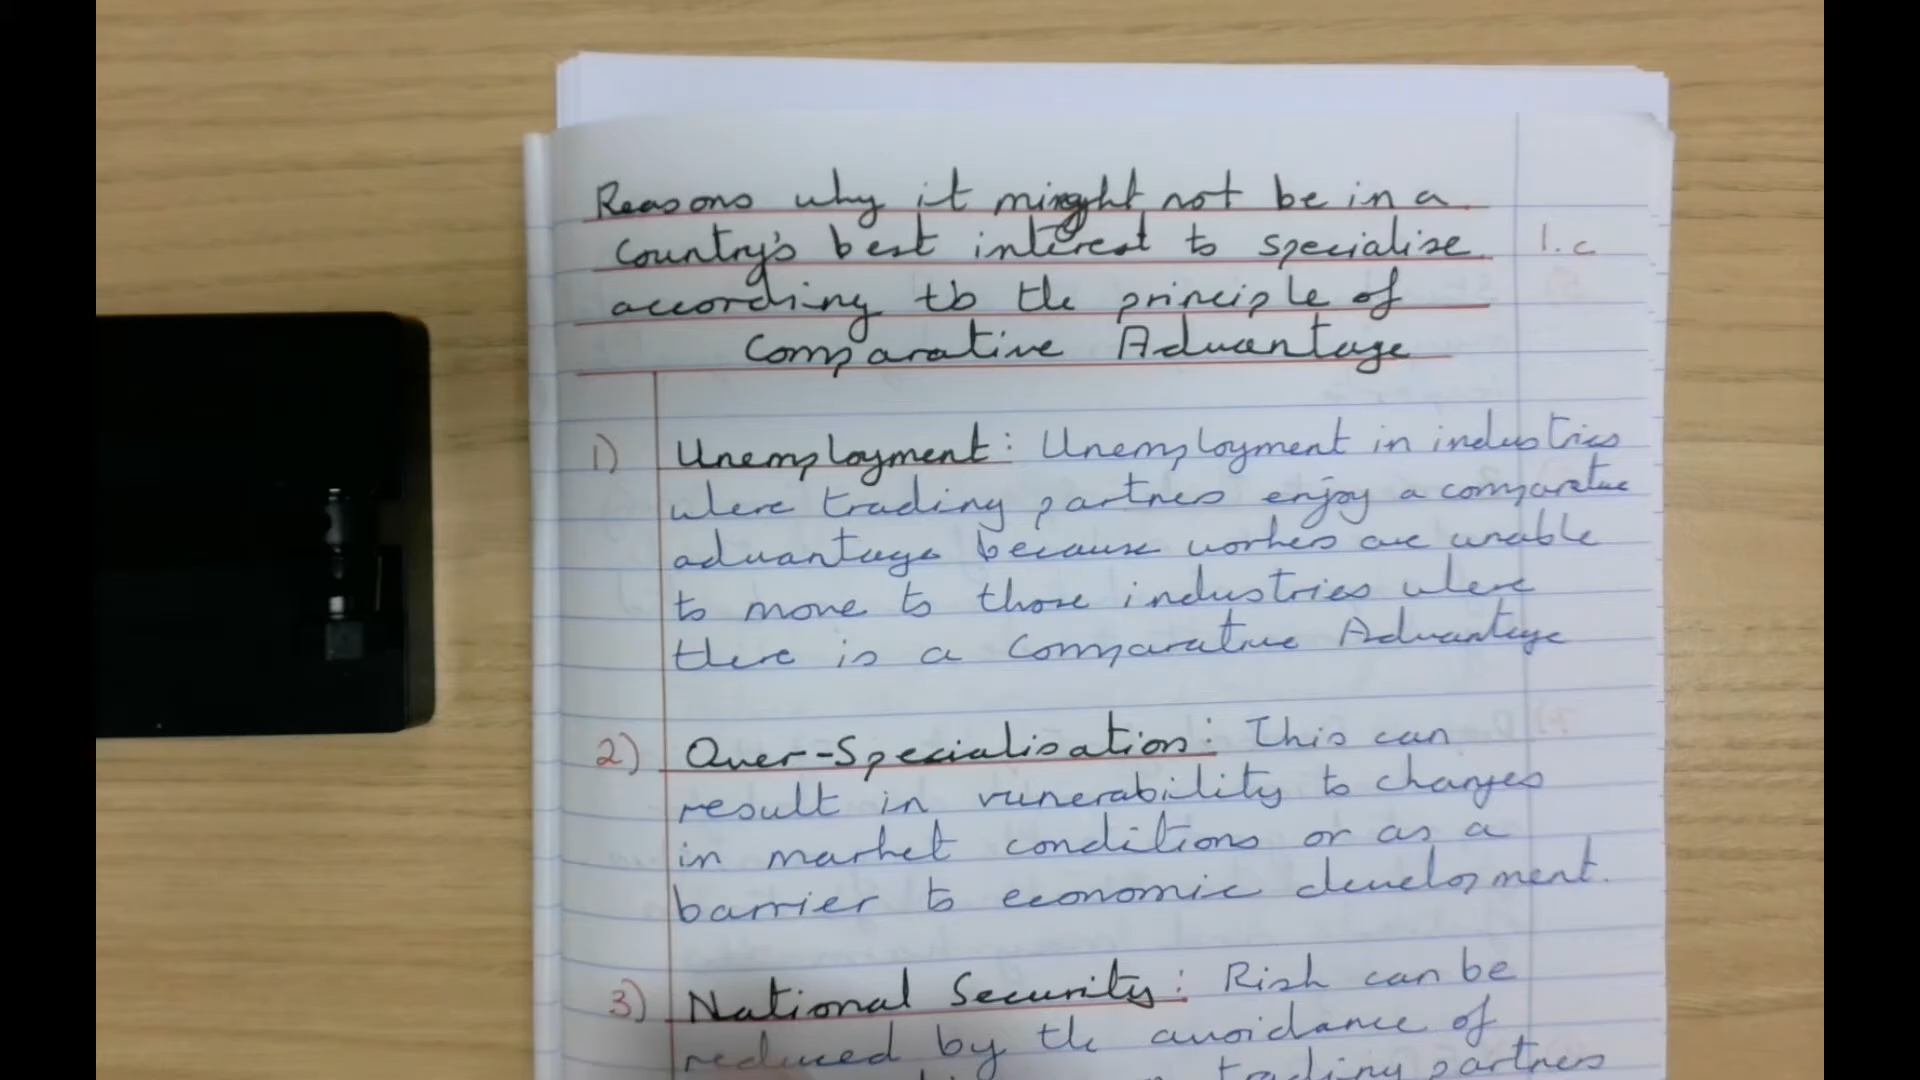 Reasons why it minght not be in a
Country's best interest to specialise
1.c
according to the principle of
Comparative Advantage
1) Unemployment: Unemployment in industries
where trading partners enjoy a comparative
advantage because workers are unable
to move to those industries where
there is a Comparative Advantage
2) Over-Specialisation: This can
result in vunerability to changes
in market conditions or as a
barrier to economic development.
3) National Security: Risk can be
reduced by the avoidance of
trading partners